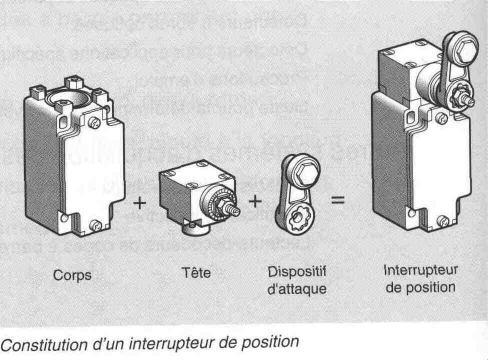 Corps
+
Tête
+
Dispositif
d'attaque
=
Interrupteur
de position
Constitution d'un interrupteur de position